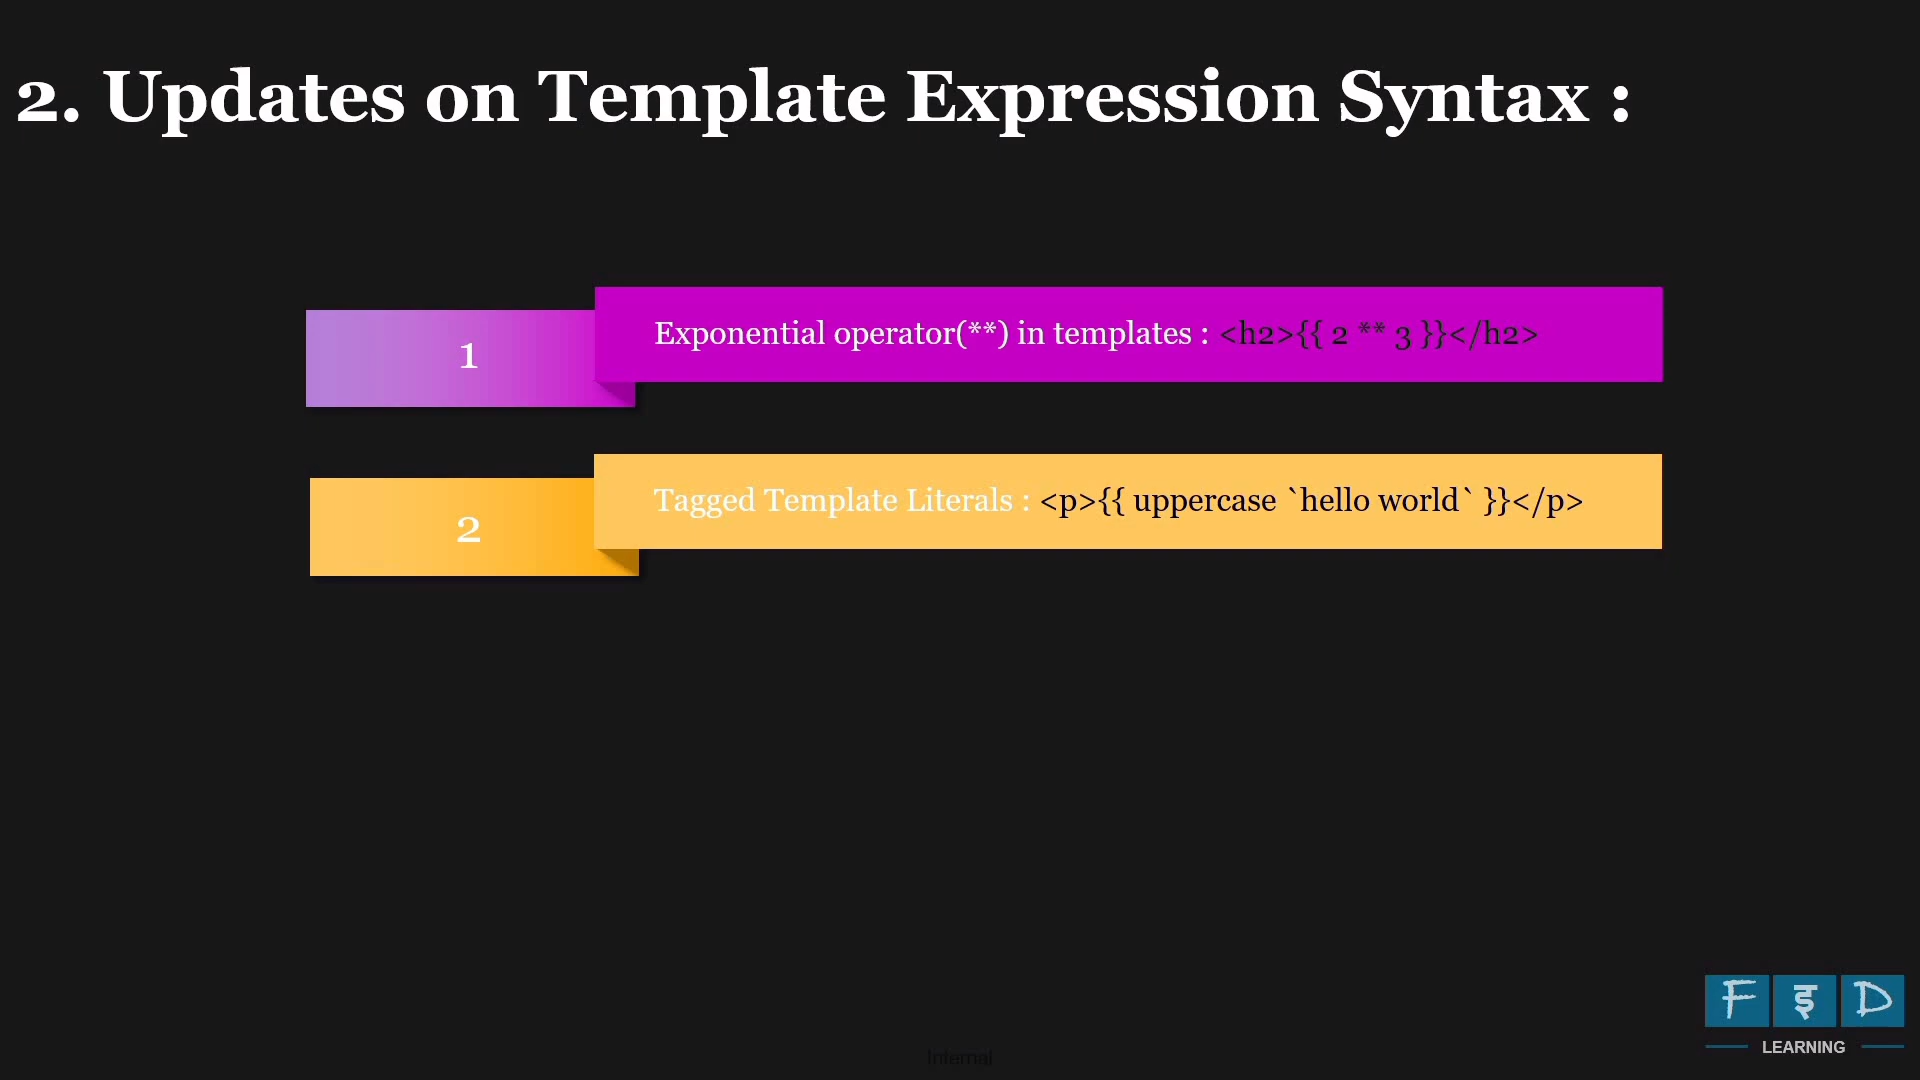 2. Updates on Template Expression Syntax :
1
Exponential operator(**) in templates : <h2>{{ 2 ** 3 }}</h2>
2
Tagged Template Literals : <p>{{ uppercase `hello world` }}</p>
F इ D
LEARNING
Internal